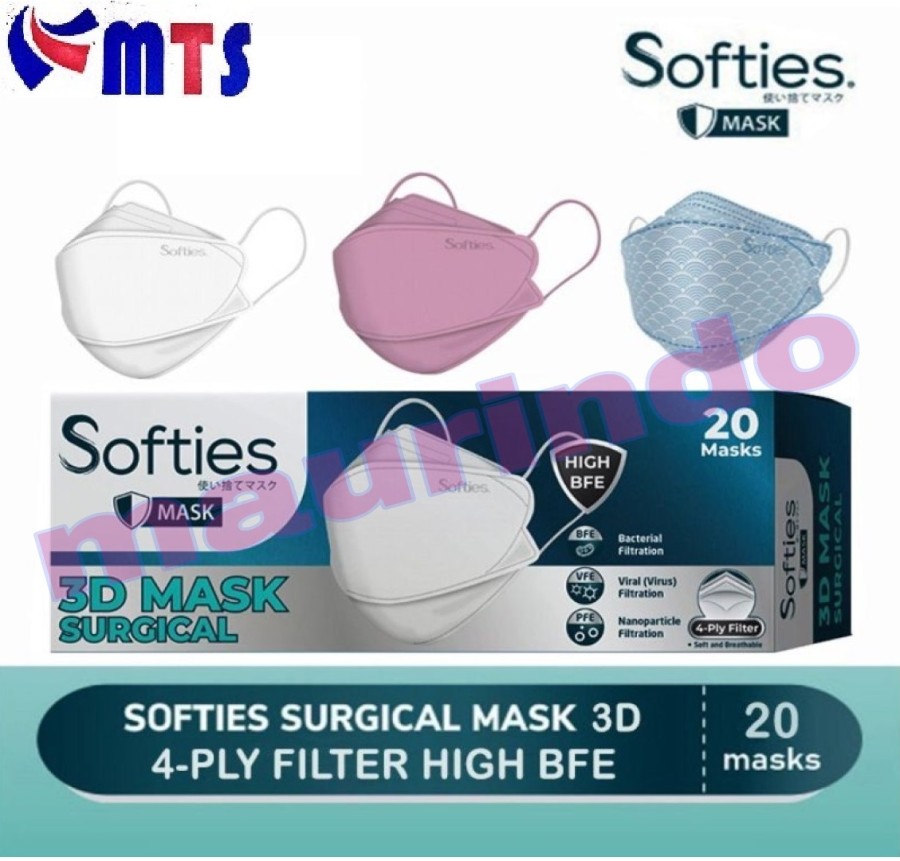 MTS
Softies.
使い捨てマスク
MASK
Softies.
Softies.
Softies.
maurindo
Softies
使い捨てマスク
MASK
3D MASK
SURGICAL
Softies.
HIGH
BFE
20
Masks
BFE
Bacterial
Filtration
VFE
Viral (Virus)
Filtration
PFE
Nanoparticle
Filtration
4-Ply Filter
• Soft and Breathable
Softies
MASK
3D MASK
SURGICAL
SOFTIES SURGICAL MASK 3D
4-PLY FILTER HIGH BFE
20
masks